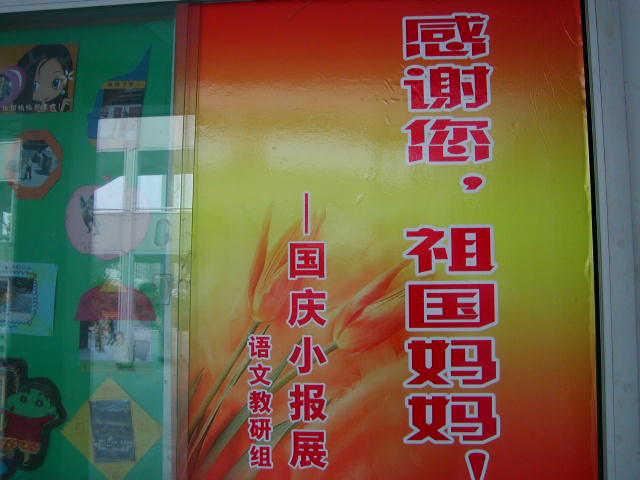 感谢您，祖国妈妈！
—国庆小报展
语文教研组